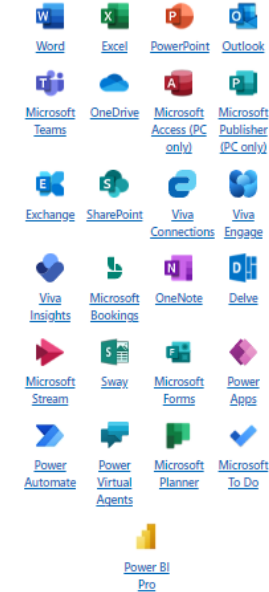 Word Excel PowerPoint Outlook
Microsoft Teams OneDrive Microsoft Access (PC only) Microsoft Publisher (PC only)
Exchange SharePoint Viva Connections Viva Engage
Viva Insights Microsoft Bookings OneNote Delve
Microsoft Stream Sway Microsoft Forms Power Apps
Power Automate Power Virtual Agents Microsoft Planner Microsoft To Do
Power BI
Pro